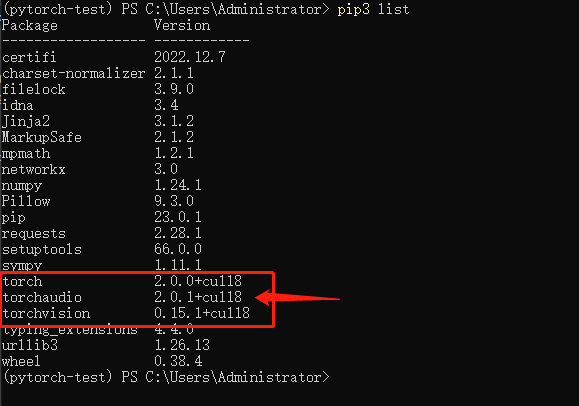 (pytorch-test) PS C:\Users\Administrator> pip3 list
Package Version
------------------ ------------
certifi 2022.12.7
charset-normalizer 2.1.1
filelock 3.9.0
idna 3.4
Jinja2 3.1.2
MarkupSafe 2.1.2
mpmath 1.2.1
networkx 3.0
numpy 1.24.1
Pillow 9.3.0
pip 23.0.1
requests 2.28.1
setuptools 66.0.0
sympy 1.11.1
torch 2.0.0+cu118
torchaudio 2.0.1+cu118
torchvision 0.15.1+cu118
typing_extensions 4.4.0
urllib3 1.26.13
wheel 0.38.4
(pytorch-test) PS C:\Users\Administrator>